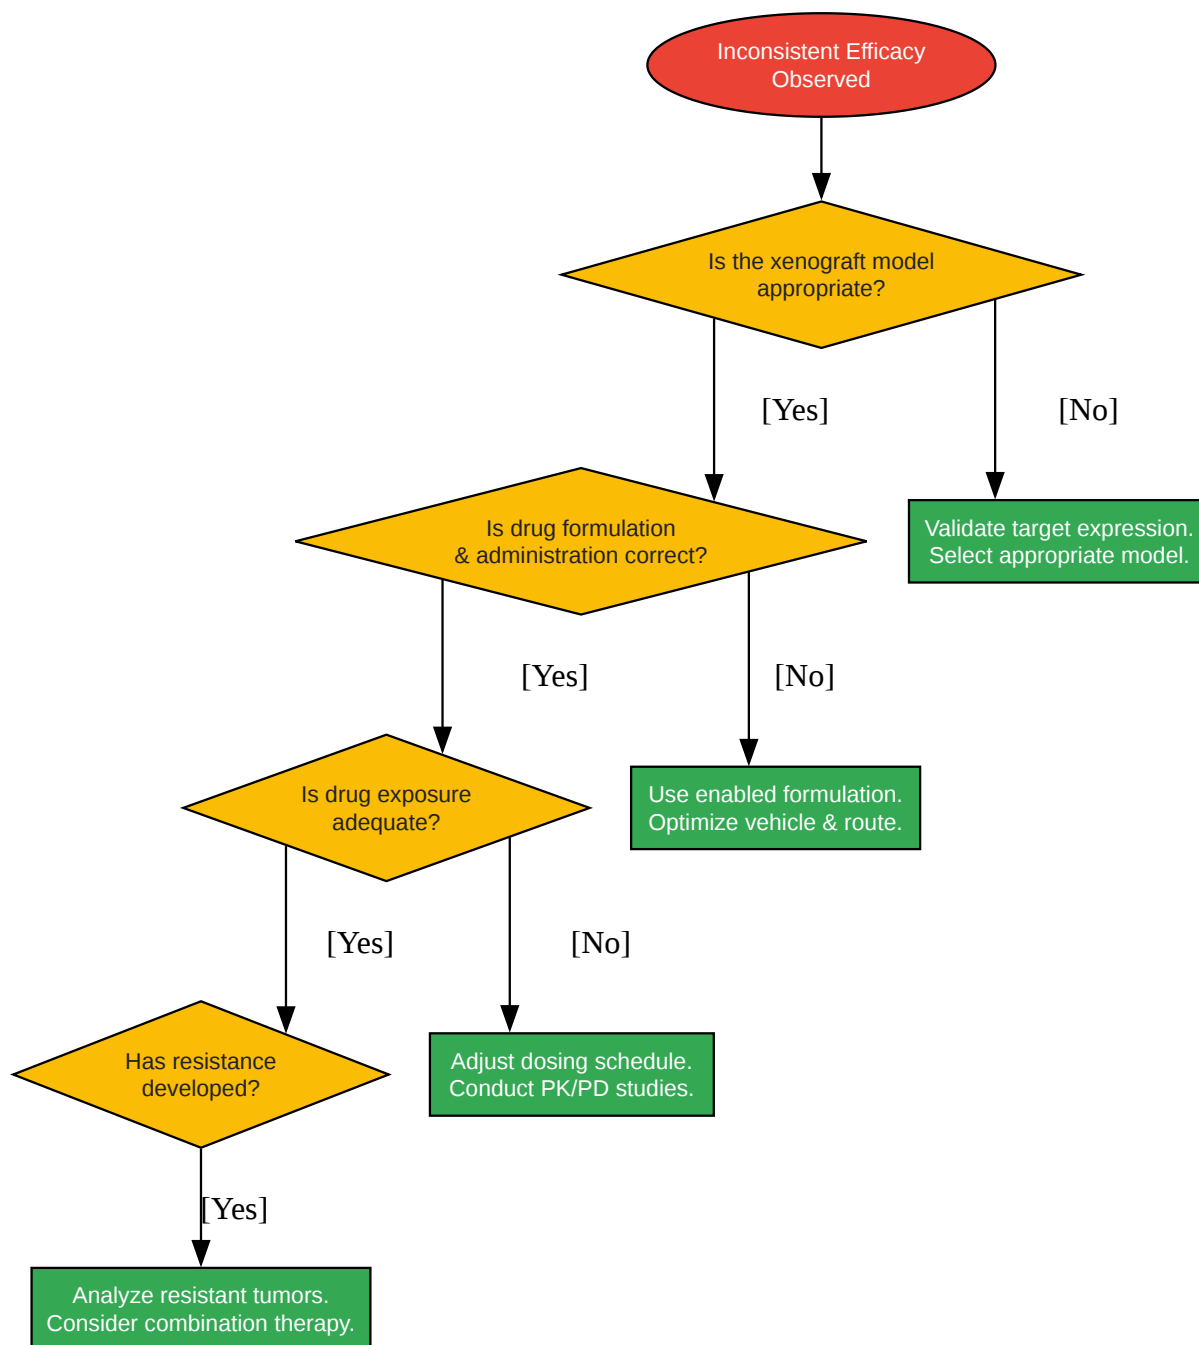 Inconsistent Efficacy
Observed
Is the xenograft model
appropriate?
[Yes]
[No]
Is drug formulation
& administration correct?
Validate target expression.
Select appropriate model.
[Yes]
[No]
Is drug exposure
adequate?
Use enabled formulation.
Optimize vehicle & route.
[Yes]
[No]
Has resistance
developed?
Adjust dosing schedule.
Conduct PK/PD studies.
[Yes]
Analyze resistant tumors.
Consider combination therapy.